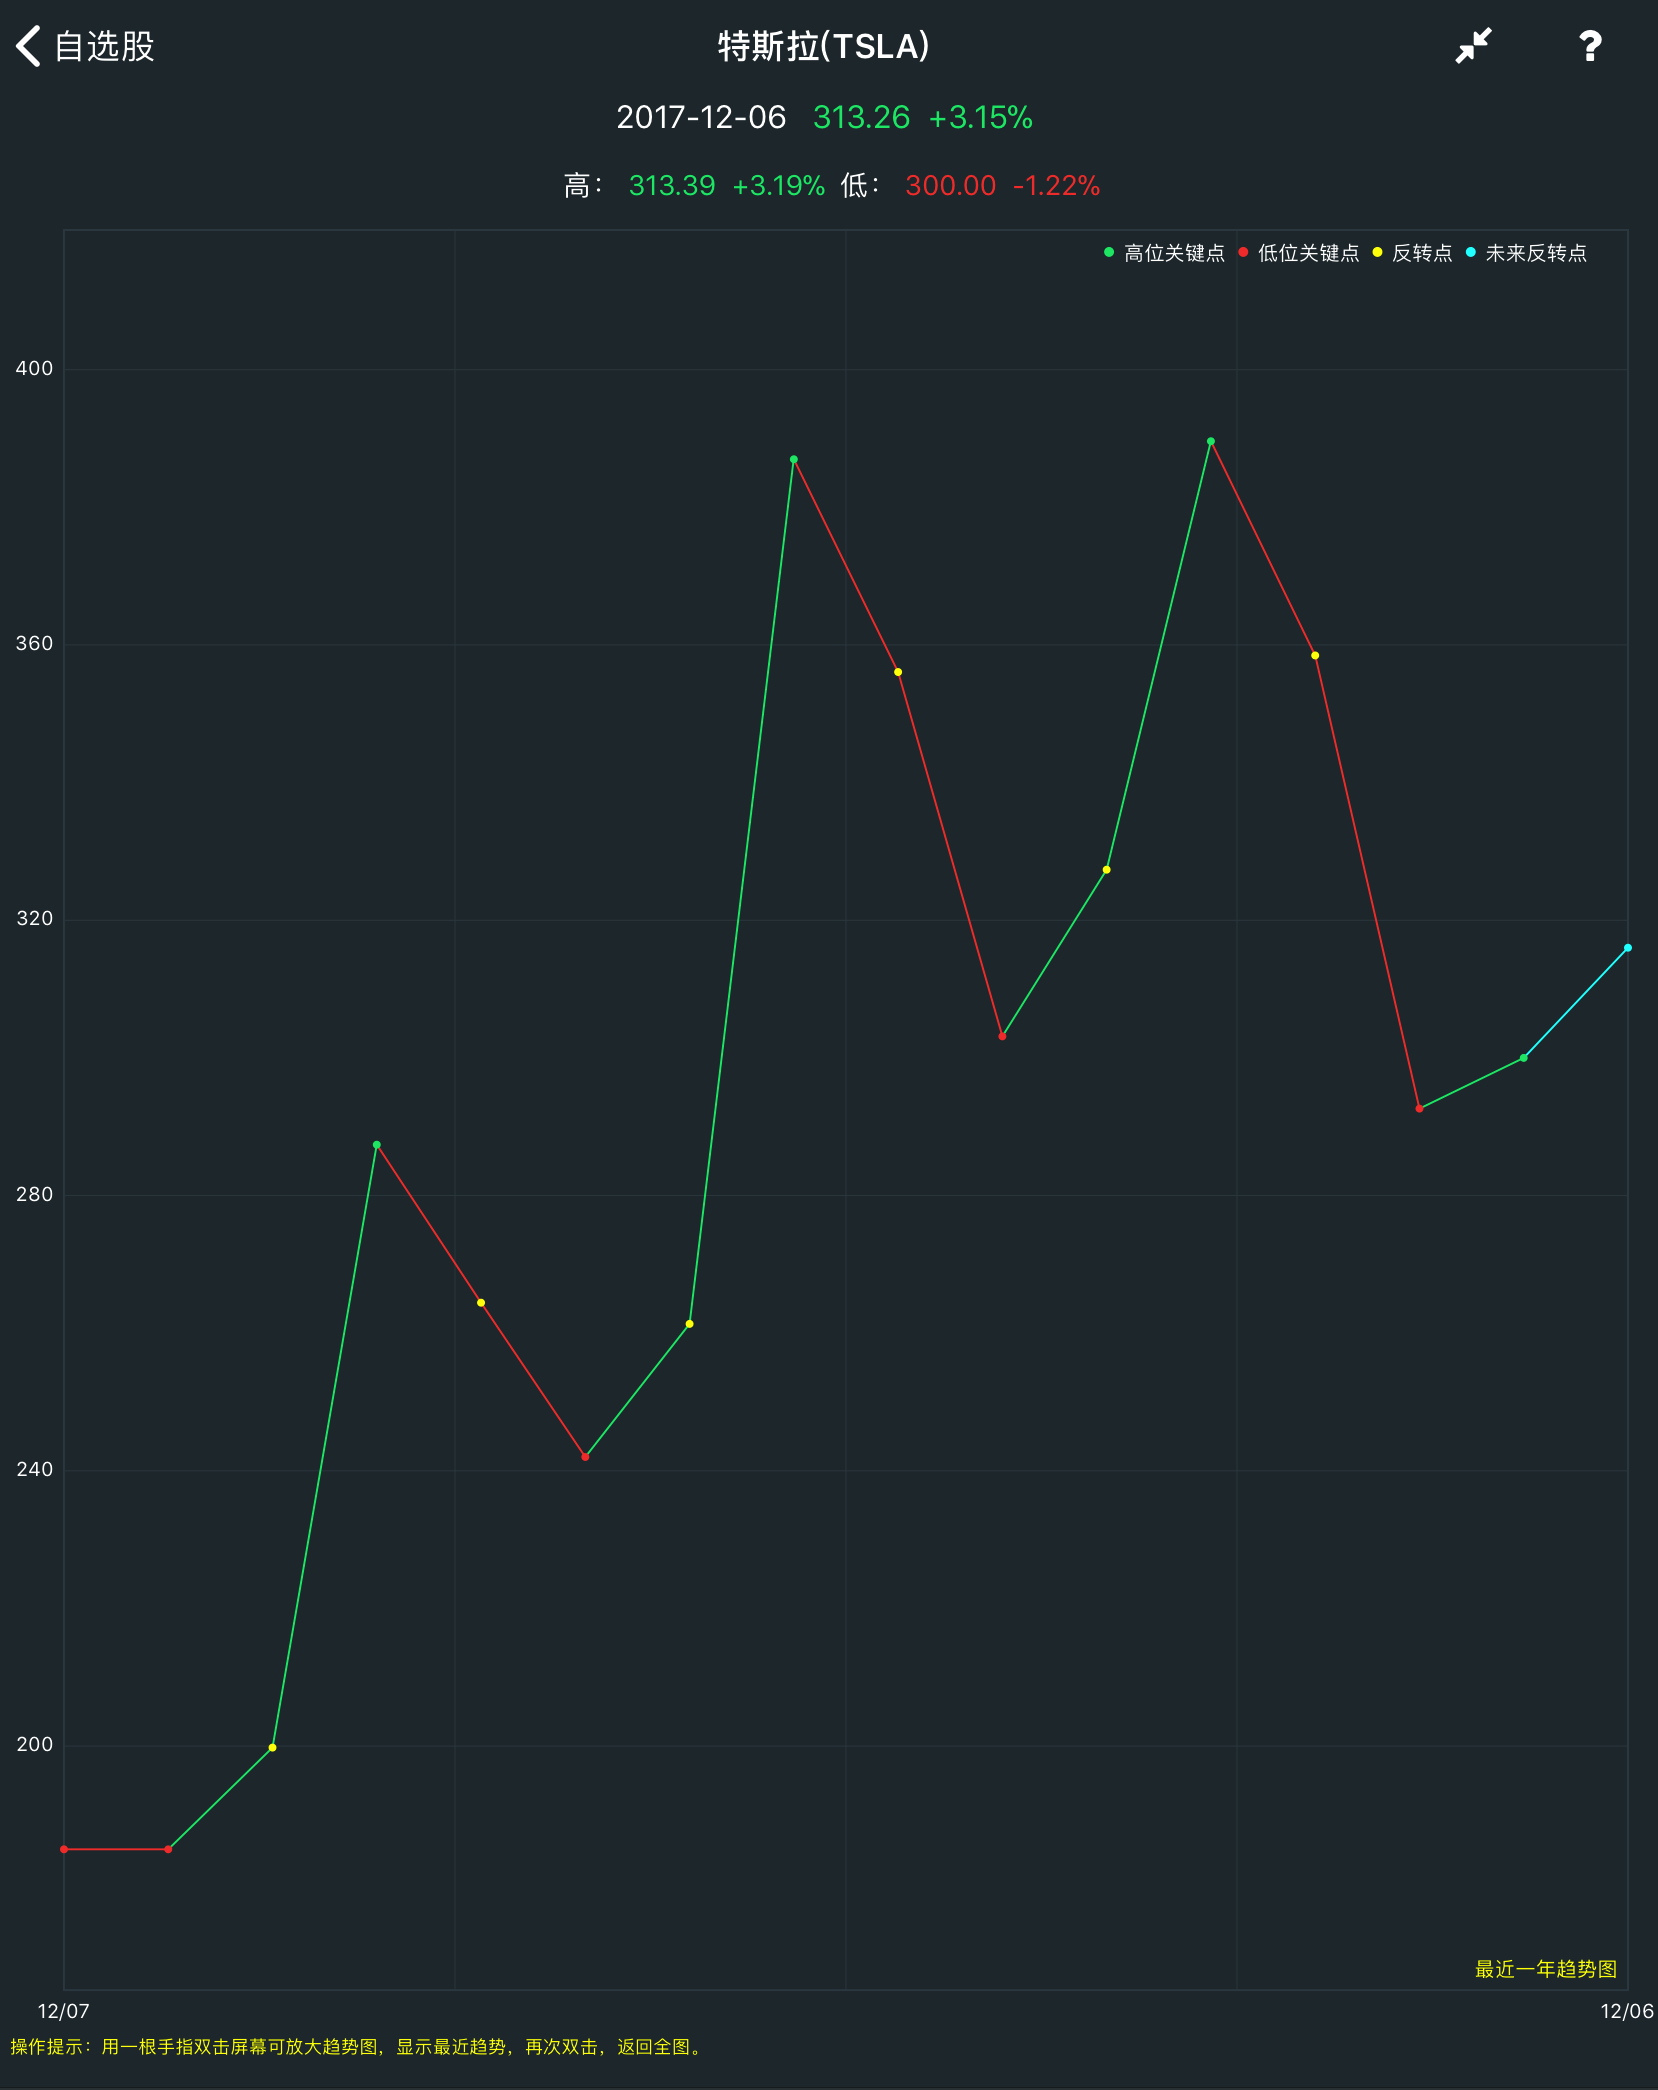 自选股
特斯拉(TSLA)
?
2017-12-06 313.26 +3.15%
高： 313.39 +3.19% 低： 300.00 -1.22%
高位关键点 低位关键点 反转点 未来反转点
400
360
320
280
240
200
最近一年趋势图
12/07 12/06
操作提示：用一根手指双击屏幕可放大趋势图，显示最近趋势，再次双击，返回全图。